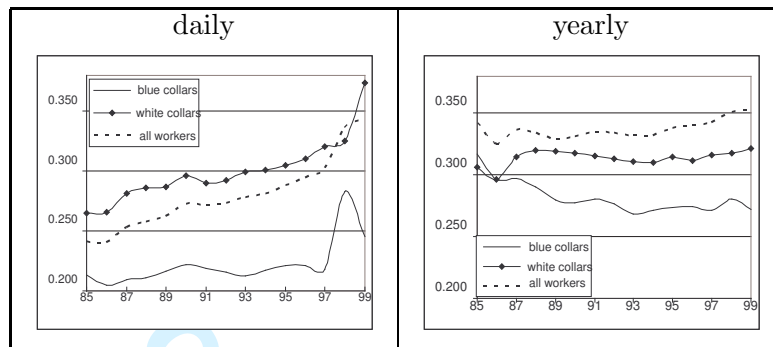 daily
blue collars
white collars
all workers
0.350
0.300
0.250
0.200
85 87 89 91 93 95 97 99
yearly
0.350
0.300
0.250
0.200
blue collars
white collars
all workers
85 87 89 91 93 95 97 99